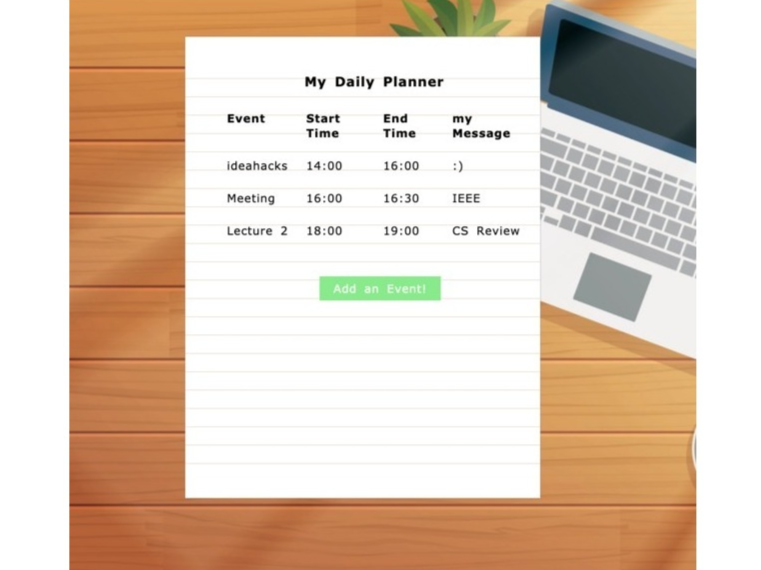 My Daily Planner
Event Start Time End Time my Message
ideahacks 14:00 16:00 :)
Meeting 16:00 16:30 IEEE
Lecture 2 18:00 19:00 CS Review
Add an Event!